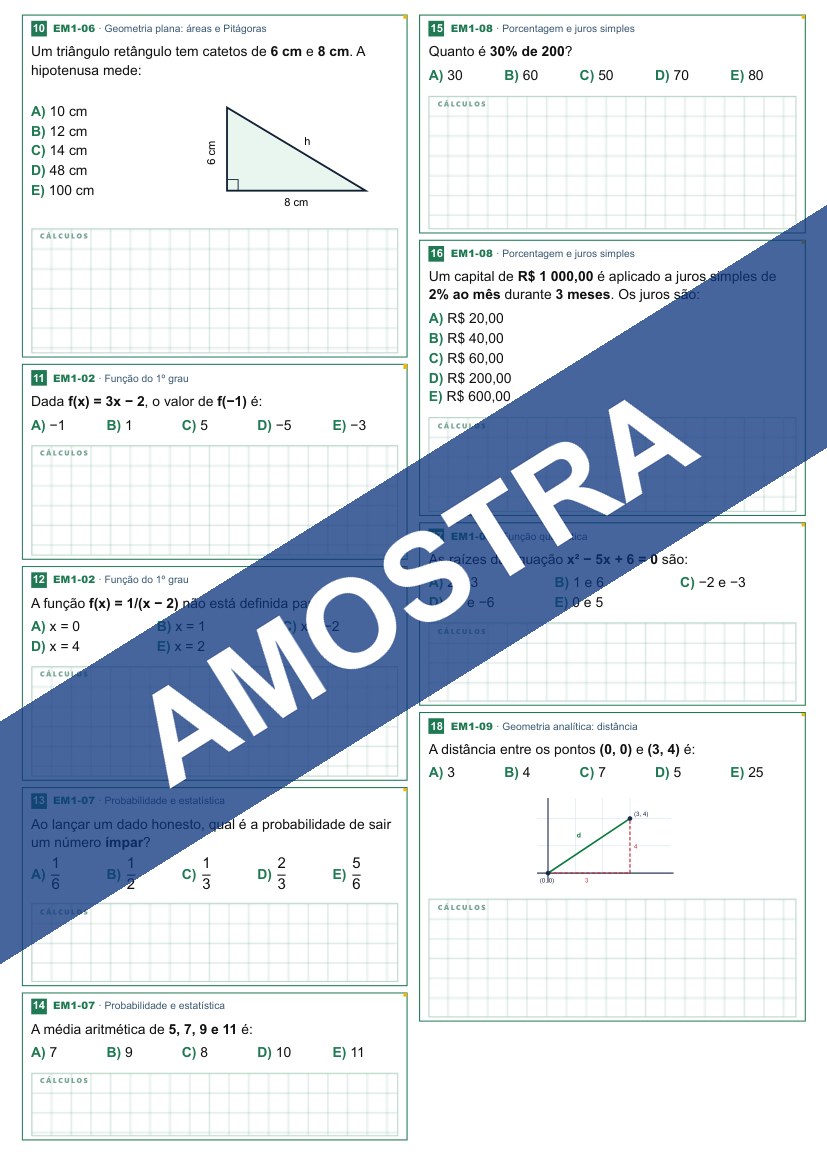 10 EM1-06 · Geometria plana: áreas e Pitágoras
Um triângulo retângulo tem catetos de 6 cm e 8 cm. A
hipotenusa mede:
A) 10 cm
B) 12 cm
C) 14 cm
D) 48 cm
E) 100 cm
6 cm
h
8 cm
CÁLCULOS
11 EM1-02 · Função do 1º grau
Dada f(x) = 3x − 2, o valor de f(−1) é:
A) −1 B) 1 C) 5 D) −5 E) −3
CÁLCULOS
12 EM1-02 · Função do 1º grau
A função f(x) = 1/(x − 2) não está definida
A) x = 0 B) x = 1 C) x −2
D) x = 4 E) x = 2
CÁLCULOS
13 EM1-07 · Probabilidade e estatística
Ao lançar um dado honesto, qual é a probabilidade de sair
um número ímpar?
A) 1/6 B) 1/2 C) 1/3 D) 2/3 E) 5/6
CÁLCULOS
14 EM1-07 · Probabilidade e estatística
A média aritmética de 5, 7, 9 e 11 é:
A) 7 B) 9 C) 8 D) 10 E) 11
CÁLCULOS
15 EM1-08 · Porcentagem e juros simples
Quanto é 30% de 200?
A) 30 B) 60 C) 50 D) 70 E) 80
CÁLCULOS
16 EM1-08 · Porcentagem e juros simples
Um capital de R$ 1 000,00 é aplicado a juros simples de
2% ao mês durante 3 meses. Os juros são:
A) R$ 20,00
B) R$ 40,00
C) R$ 60,00
D) R$ 200,00
E) R$ 600,00
CÁLCULOS
Função
As raízes x² − 5x + 6 = 0 são:
A) 3 B) 1 e 6 C) −2 e −3
D) e −6 E) 0 e 5
CÁLCULOS
18 EM1-09 · Geometria analítica: distância
A distância entre os pontos (0, 0) e (3, 4) é:
A) 3 B) 4 C) 7 D) 5 E) 25
(3, 4)
d
4
(0,0)
3
CÁLCULOS
AMOSTRA